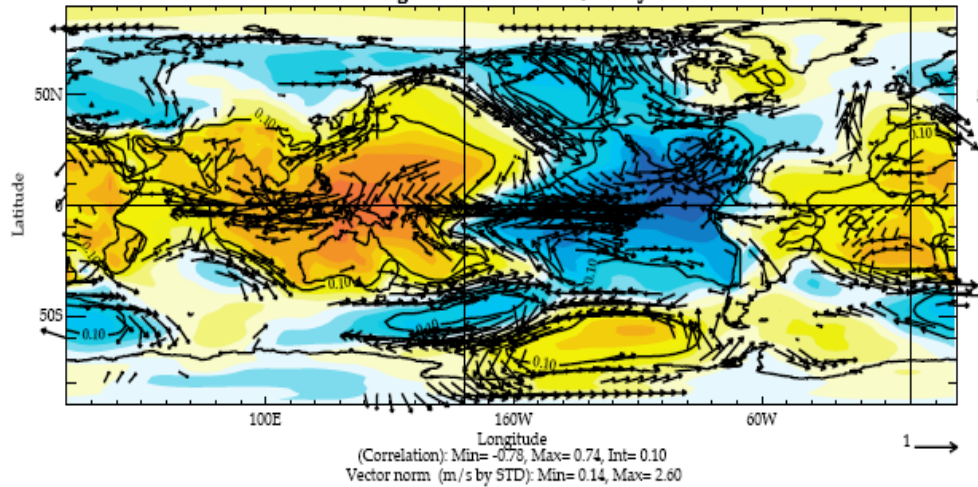 50N
0.10
0.10
Latitude
0
0.10
0.10
0.10
50S
0.10
0.10
0.10
100E
160W
60W
Longitude
1
(Correlation): Min= -0.78, Max= 0.74, Int= 0.10
Vector norm (m/s by STD): Min= 0.14, Max= 2.60